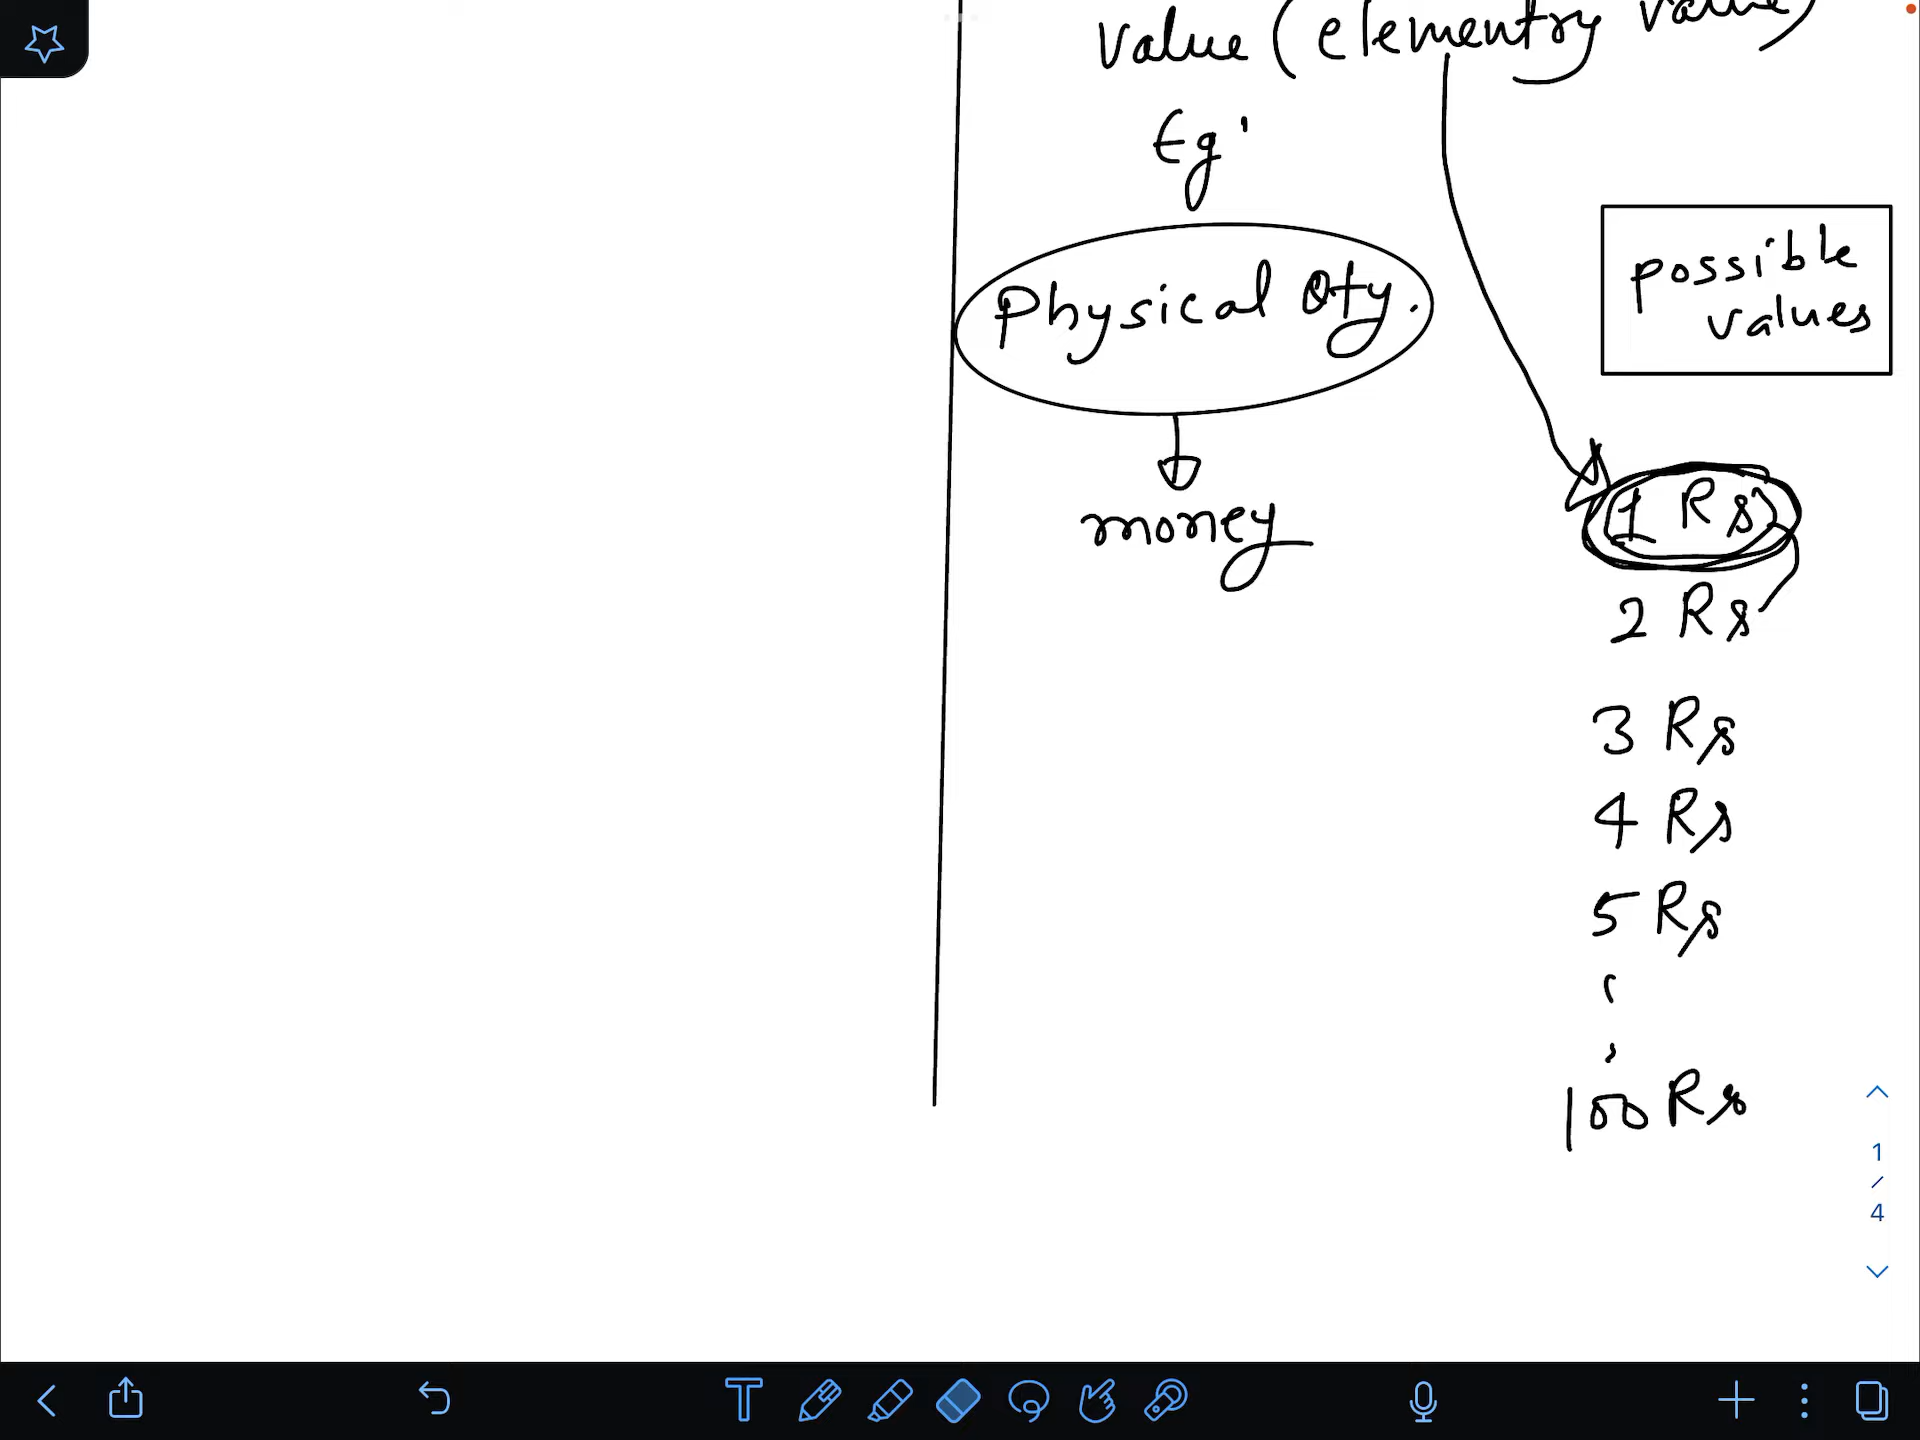 value (elementry value)
Eg'
possible
values
Physical Qty.
money
1 Rs
2 Rs
3 Rs
4 Rs
5 Rs
100 Rs
1
/
4